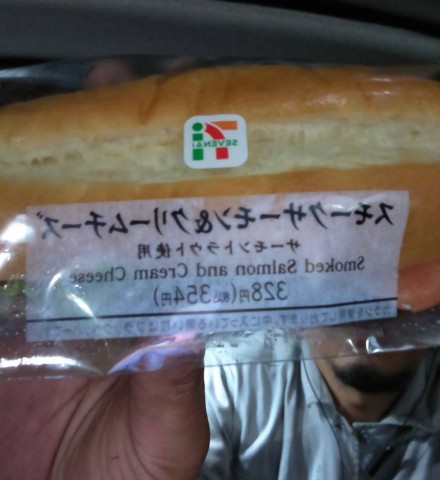 SEVEN&i
スモークサーモン&クリームチーズ
サーモントラウト使用
Smoked Salmon and Cream Cheese
328円(税込354円)